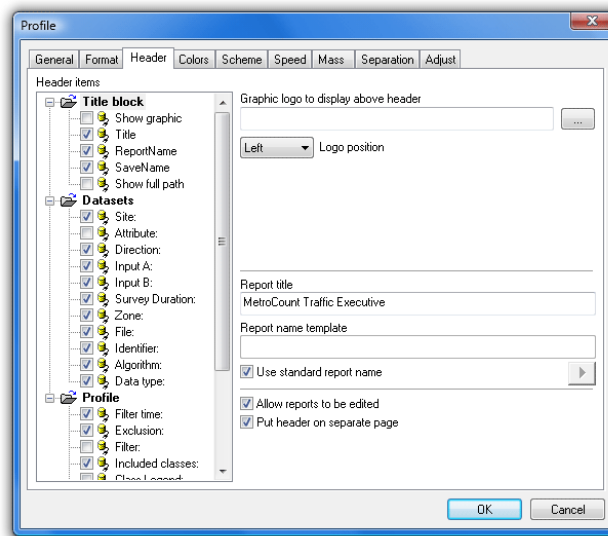 Profile
General Format Header Colors Scheme Speed Mass Separation Adjust
Header items
Title block
Show graphic
Title
ReportName
SaveName
Show full path
Datasets
Site:
Attribute:
Direction:
Input A:
Input B:
Survey Duration:
Zone:
File:
Identifier:
Algorithm:
Data type:
Profile
Filter time:
Exclusion:
Filter:
Included classes:
Class Legend:
Graphic logo to display above header
...
Left Logo position
Report title
MetroCount Traffic Executive
Report name template
Use standard report name
Allow reports to be edited
Put header on separate page
OK Cancel